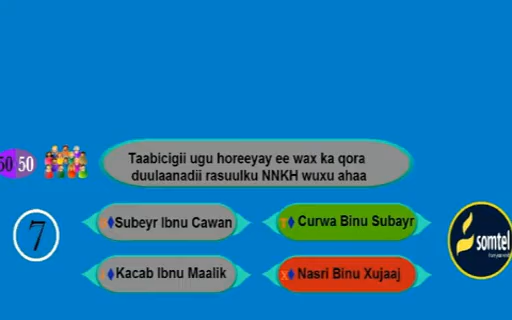 50 50
Taabicigii ugu horeeyay ee wax ka qora
duulaanadii rasuulku NNKH wuxu ahaa
7
Subeyr Ibnu Cawan
T Curwa Binu Subayr
somtel
Kacab Ibnu Maalik
X Nasri Binu Xujaaj